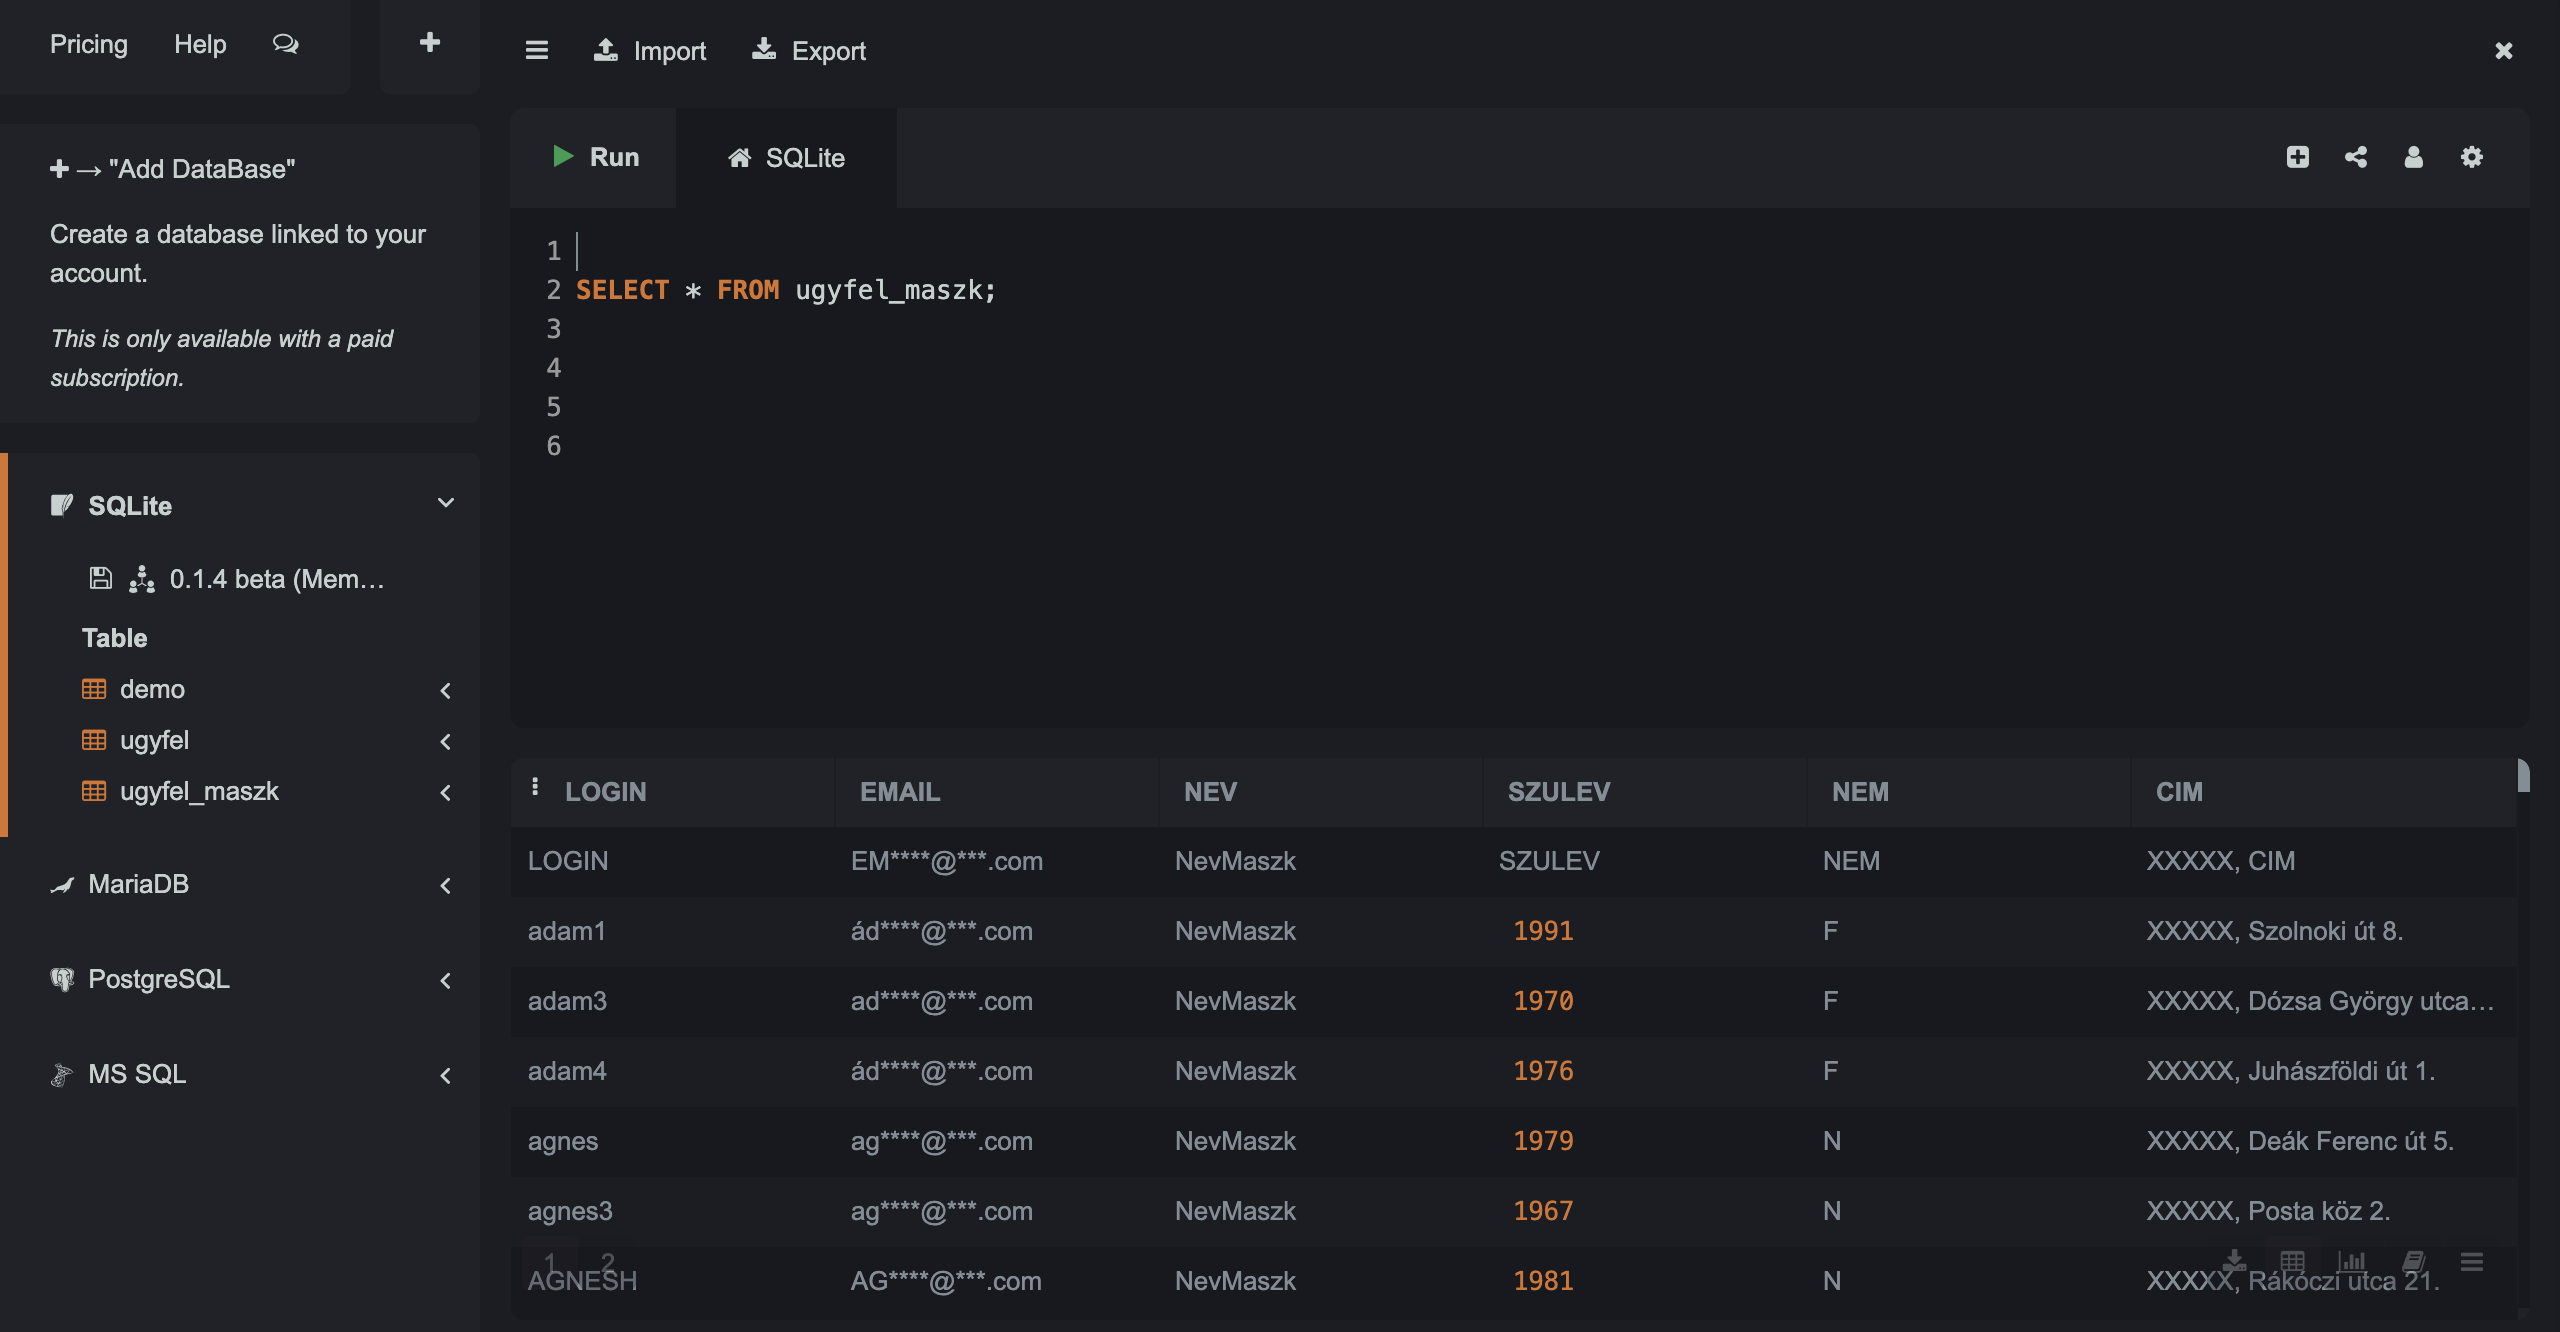 Pricing Help
Import Export
"Add DataBase"
Create a database linked to your
account.
This is only available with a paid
subscription.
SQLite
0.1.4 beta (Mem…
Table
demo
ugyfel
ugyfel_maszk
MariaDB
PostgreSQL
MS SQL
Run SQLite
1
2 SELECT * FROM ugyfel_maszk;
3
4
5
6
LOGIN EMAIL NEV SZULEV NEM CIM
LOGIN EM****@***.com NevMaszk SZULEV NEM XXXXX, CIM
adam1 ád****@***.com NevMaszk 1991 F XXXXX, Szolnoki út 8.
adam3 ad****@***.com NevMaszk 1970 F XXXXX, Dózsa György utca…
adam4 ád****@***.com NevMaszk 1976 F XXXXX, Juhászföldi út 1.
agnes ag****@***.com NevMaszk 1979 N XXXXX, Deák Ferenc út 5.
agnes3 ag****@***.com NevMaszk 1967 N XXXXX, Posta köz 2.
1 2
AGNESH AG****@***.com NevMaszk 1981 N XXXXX, Rákóczi utca 21.